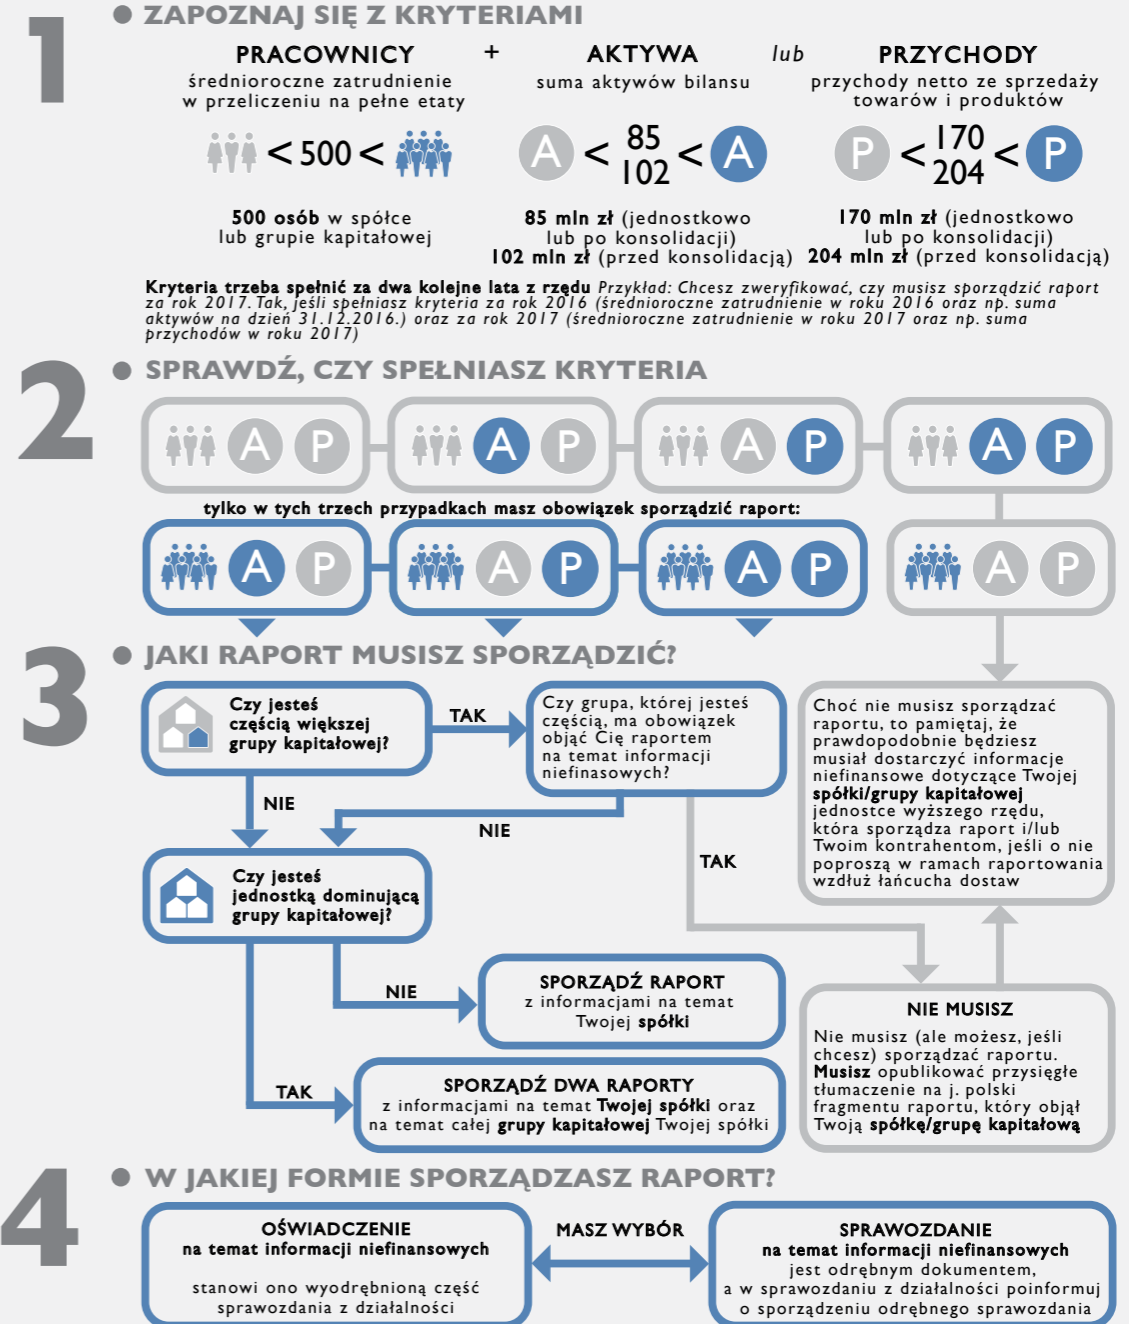 1
● ZAPOZNAJ SIĘ Z KRYTERIAMI
PRACOWNICY + AKTYWA lub PRZYCHODY
średnioroczne zatrudnienie
w przeliczeniu na pełne etaty
suma aktywów bilansu
przychody netto ze sprzedaży
towarów i produktów
< 500 <
A < 85 102 < A
P < 170 204 < P
500 osób w spółce
lub grupie kapitałowej
85 mln zł (jednostkowo
lub po konsolidacji)
102 mln zł (przed konsolidacją)
170 mln zł (jednostkowo
lub po konsolidacji)
204 mln zł (przed konsolidacją)
Kryteria trzeba spełnić za dwa kolejne lata z rzędu Przykład: Chcesz zweryfikować, czy musisz sporządzić raport
za rok 2017. Tak, jeśli spełniasz kryteria za rok 2016 (średnioroczne zatrudnienie w roku 2016 oraz np. suma
aktywów na dzień 31.12.2016.) oraz za rok 2017 (średnioroczne zatrudnienie w roku 2017 oraz np. suma
przychodów w roku 2017)
2
● SPRAWDŹ, CZY SPEŁNIASZ KRYTERIA
A P A P A P A P
tylko w tych trzech przypadkach masz obowiązek sporządzić raport:
A P A P A P A P
3
● JAKI RAPORT MUSISZ SPORZĄDZIĆ?
Czy jesteś
częścią większej
grupy kapitałowej?
TAK
Czy grupa, której jesteś
częścią, ma obowiązek
objąć Cię raportem
na temat informacji
niefinasowych?
Choć nie musisz sporządzać
raportu, to pamiętaj, że
prawdopodobnie będziesz
musiał dostarczyć informacje
niefinansowe dotyczące Twojej
spółki/grupy kapitałowej
jednostce wyższego rzędu,
która sporządza raport i/lub
Twoim kontrahentom, jeśli o nie
poproszą w ramach raportowania
wzdłuż łańcucha dostaw
NIE
NIE
TAK
Czy jesteś
jednostką dominującą
grupy kapitałowej?
NIE
SPORZĄDŹ RAPORT
z informacjami na temat
Twojej spółki
NIE MUSISZ
Nie musisz (ale możesz, jeśli
chcesz) sporządzać raportu.
Musisz opublikować przysięgłe
tłumaczenie na j. polski
fragmentu raportu, który objął
Twoją spółkę/grupę kapitałową
TAK
SPORZĄDŹ DWA RAPORTY
z informacjami na temat Twojej spółki oraz
na temat całej grupy kapitałowej Twojej spółki
4
● W JAKIEJ FORMIE SPORZĄDZASZ RAPORT?
OŚWIADCZENIE
na temat informacji niefinansowych
stanowi ono wyodrębnioną część
sprawozdania z działalności
MASZ WYBÓR
SPRAWOZDANIE
na temat informacji niefinansowych
jest odrębnym dokumentem,
a w sprawozdaniu z działalności poinformuj
o sporządzeniu odrębnego sprawozdania